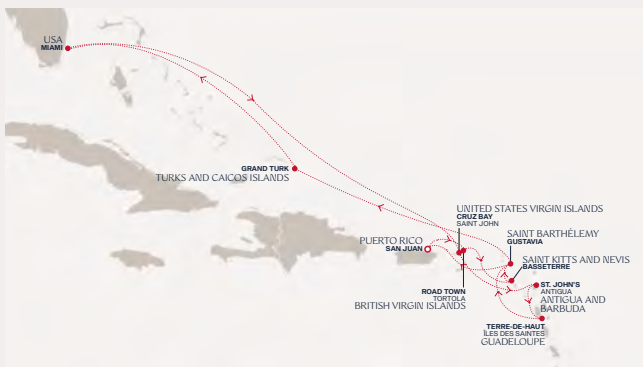 USA
MIAMI
GRAND TURK
TURKS AND CAICOS ISLANDS
UNITED STATES VIRGIN ISLANDS
CRUZ BAY
SAINT JOHN
PUERTO RICO
SAN JUAN
SAINT BARTHÉLEMY
GUSTAVIA
SAINT KITTS AND NEVIS
BASSETERRE
ROAD TOWN
TORTOLA
BRITISH VIRGIN ISLANDS
ST. JOHN'S
ANTIGUA
ANTIGUA AND
BARBUDA
TERRE-DE-HAUT
ÎLES DES SAINTES
GUADELOUPE